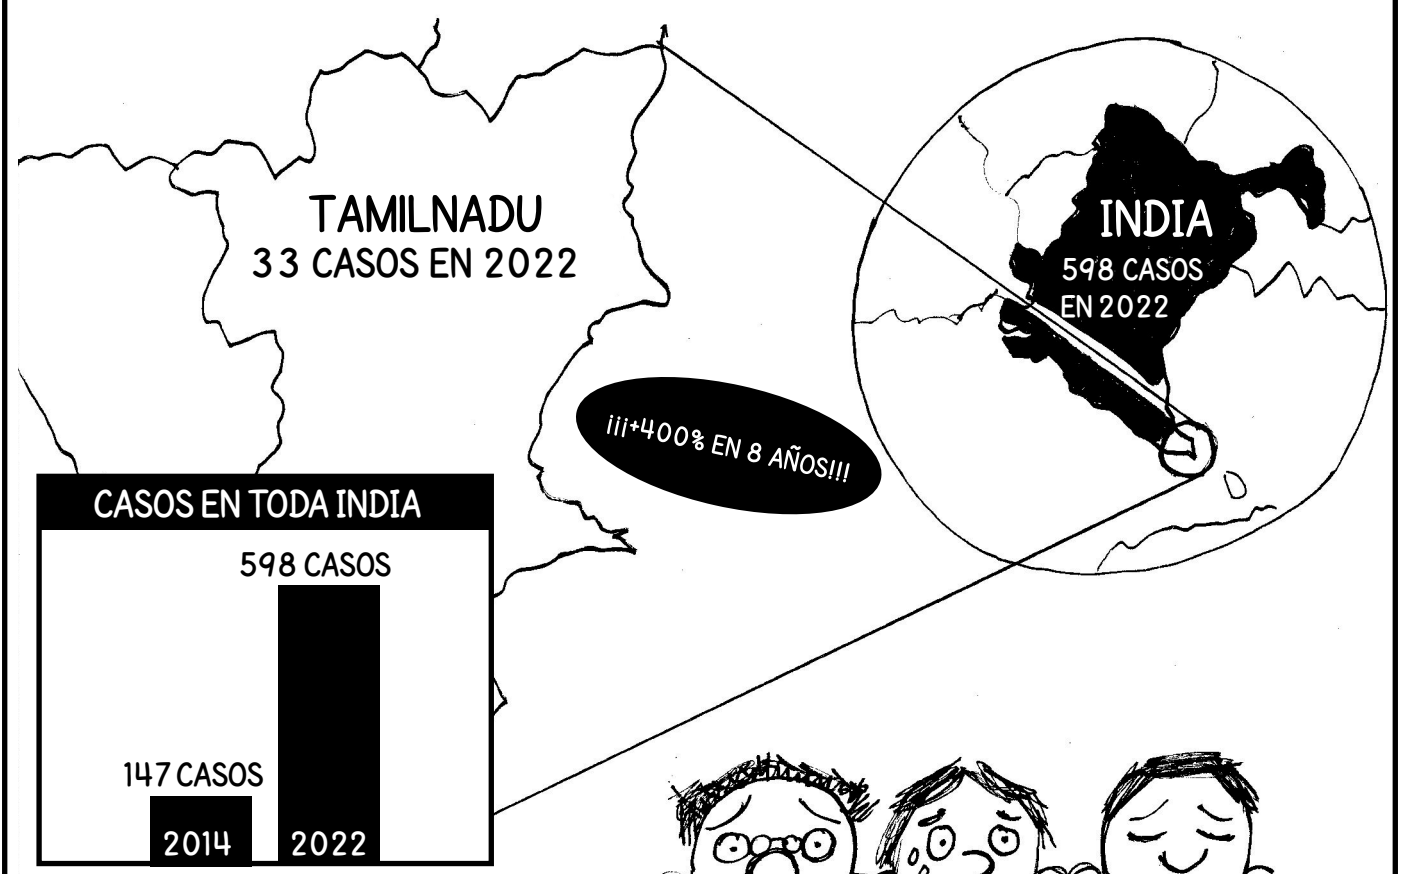 TAMILNADU
33 CASOS EN 2022
INDIA
598 CASOS
EN 2022
¡¡¡+400% EN 8 AÑOS!!!
CASOS EN TODA INDIA
598 CASOS
147 CASOS
2014
2022